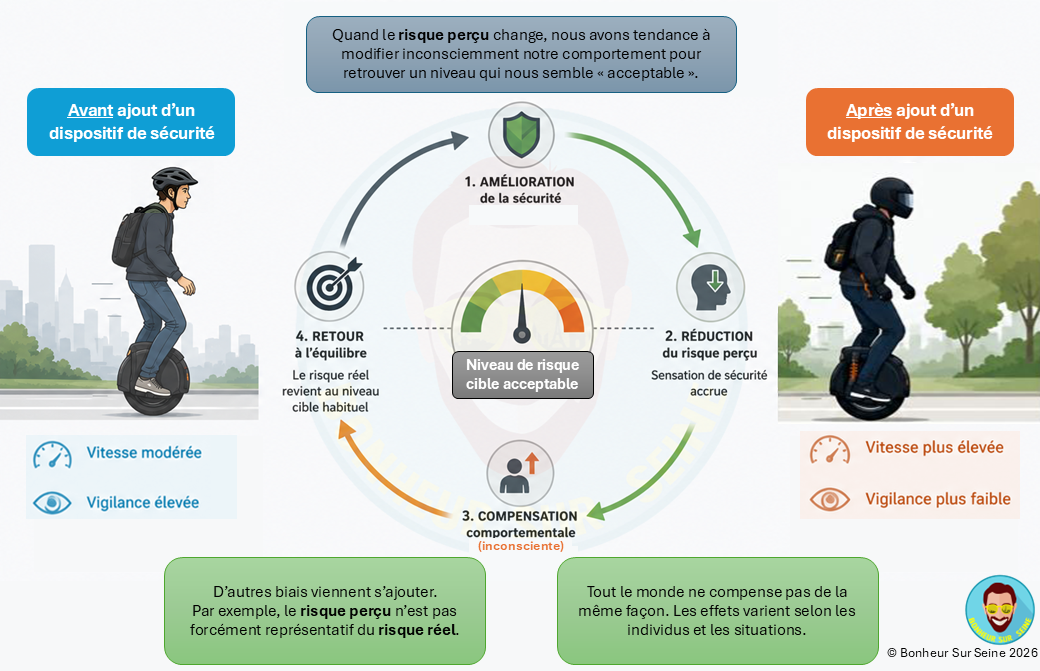 Quand le risque perçu change, nous avons tendance à
modifier inconsciemment notre comportement pour
retrouver un niveau qui nous semble « acceptable ».
Avant ajout d'un
dispositif de sécurité
Après ajout d'un
dispositif de sécurité
1. AMÉLIORATION
de la sécurité
2. RÉDUCTION
du risque perçu
Sensation de sécurité
accrue
3. COMPENSATION
comportementale
(inconsciente)
4. RETOUR
à l'équilibre
Le risque réel
revient au niveau
cible habituel
Niveau de risque
cible acceptable
Vitesse modérée
Vigilance élevée
Vitesse plus élevée
Vigilance plus faible
D'autres biais viennent s'ajouter.
Par exemple, le risque perçu n'est pas
forcément représentatif du risque réel.
Tout le monde ne compense pas de la
même façon. Les effets varient selon les
individus et les situations.
BONHEUR SUR SEINE
© Bonheur Sur Seine 2026